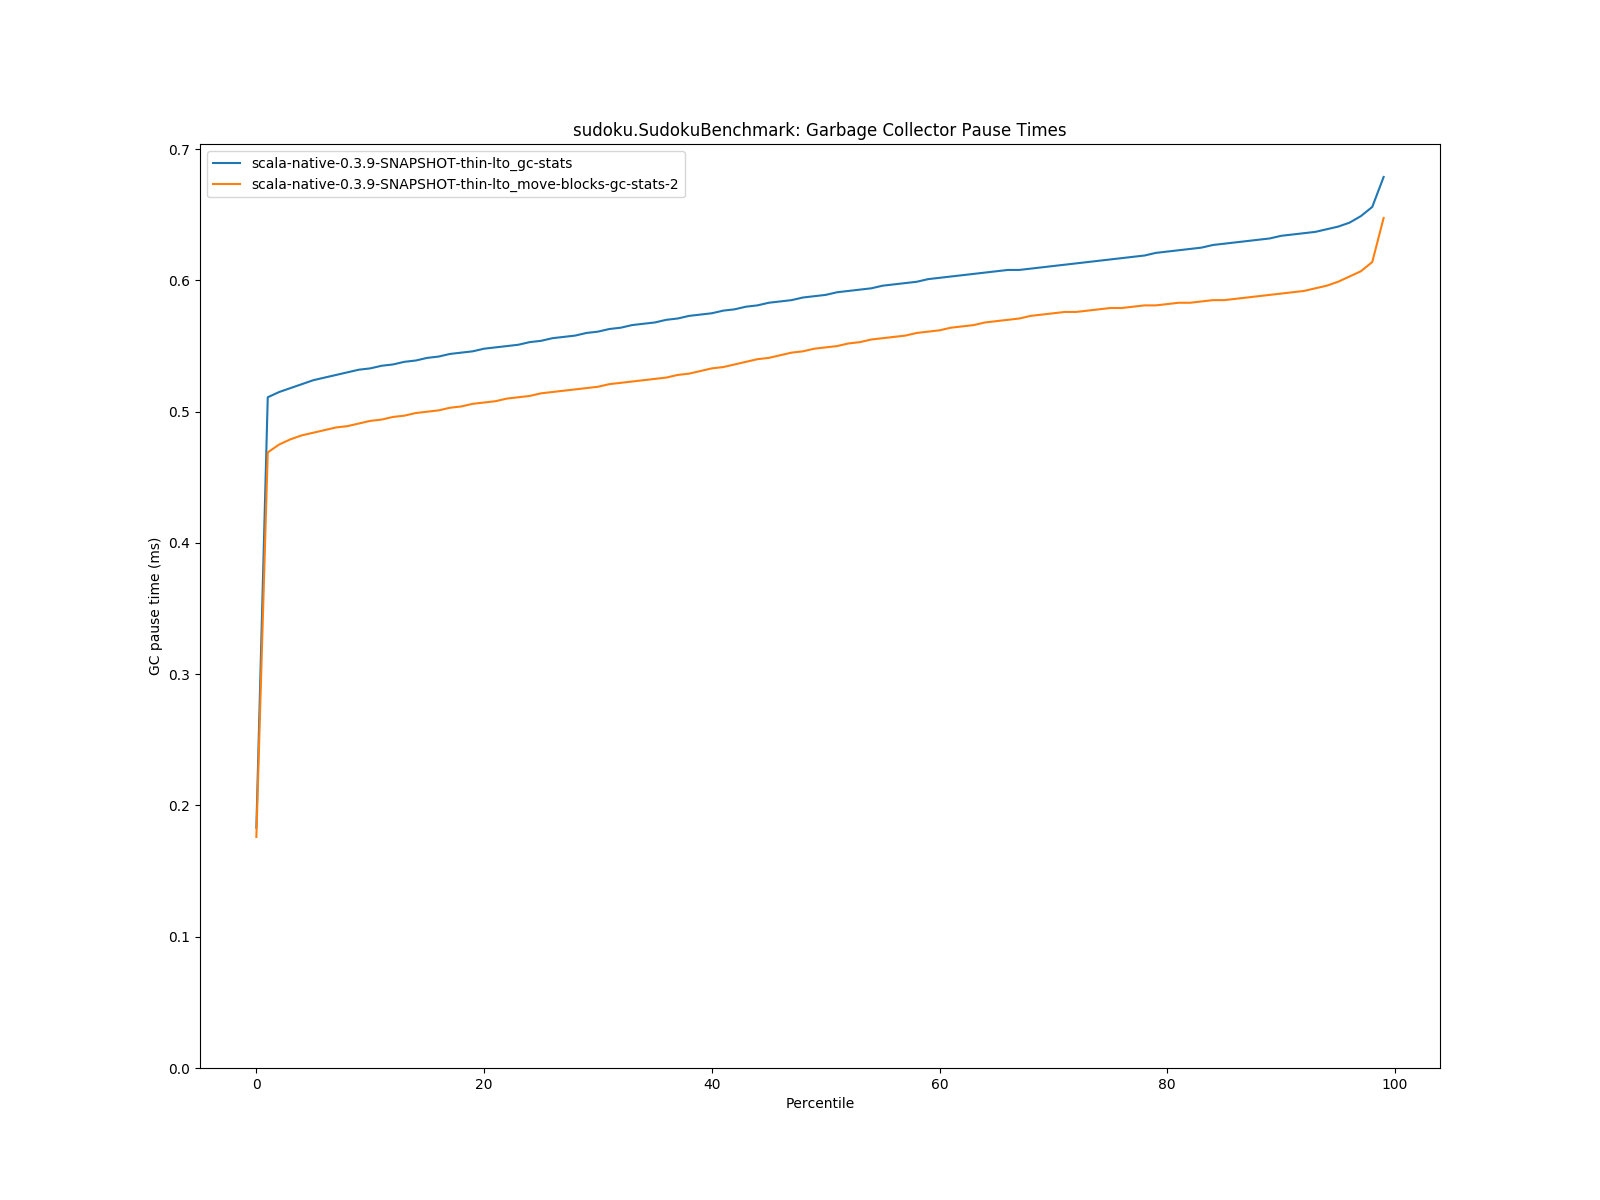 sudoku.SudokuBenchmark: Garbage Collector Pause Times
scala-native-0.3.9-SNAPSHOT-thin-lto_gc-stats
scala-native-0.3.9-SNAPSHOT-thin-lto_move-blocks-gc-stats-2
GC pause time (ms)
0.7
0.6
0.5
0.4
0.3
0.2
0.1
0.0
0 20 40 60 80 100
Percentile